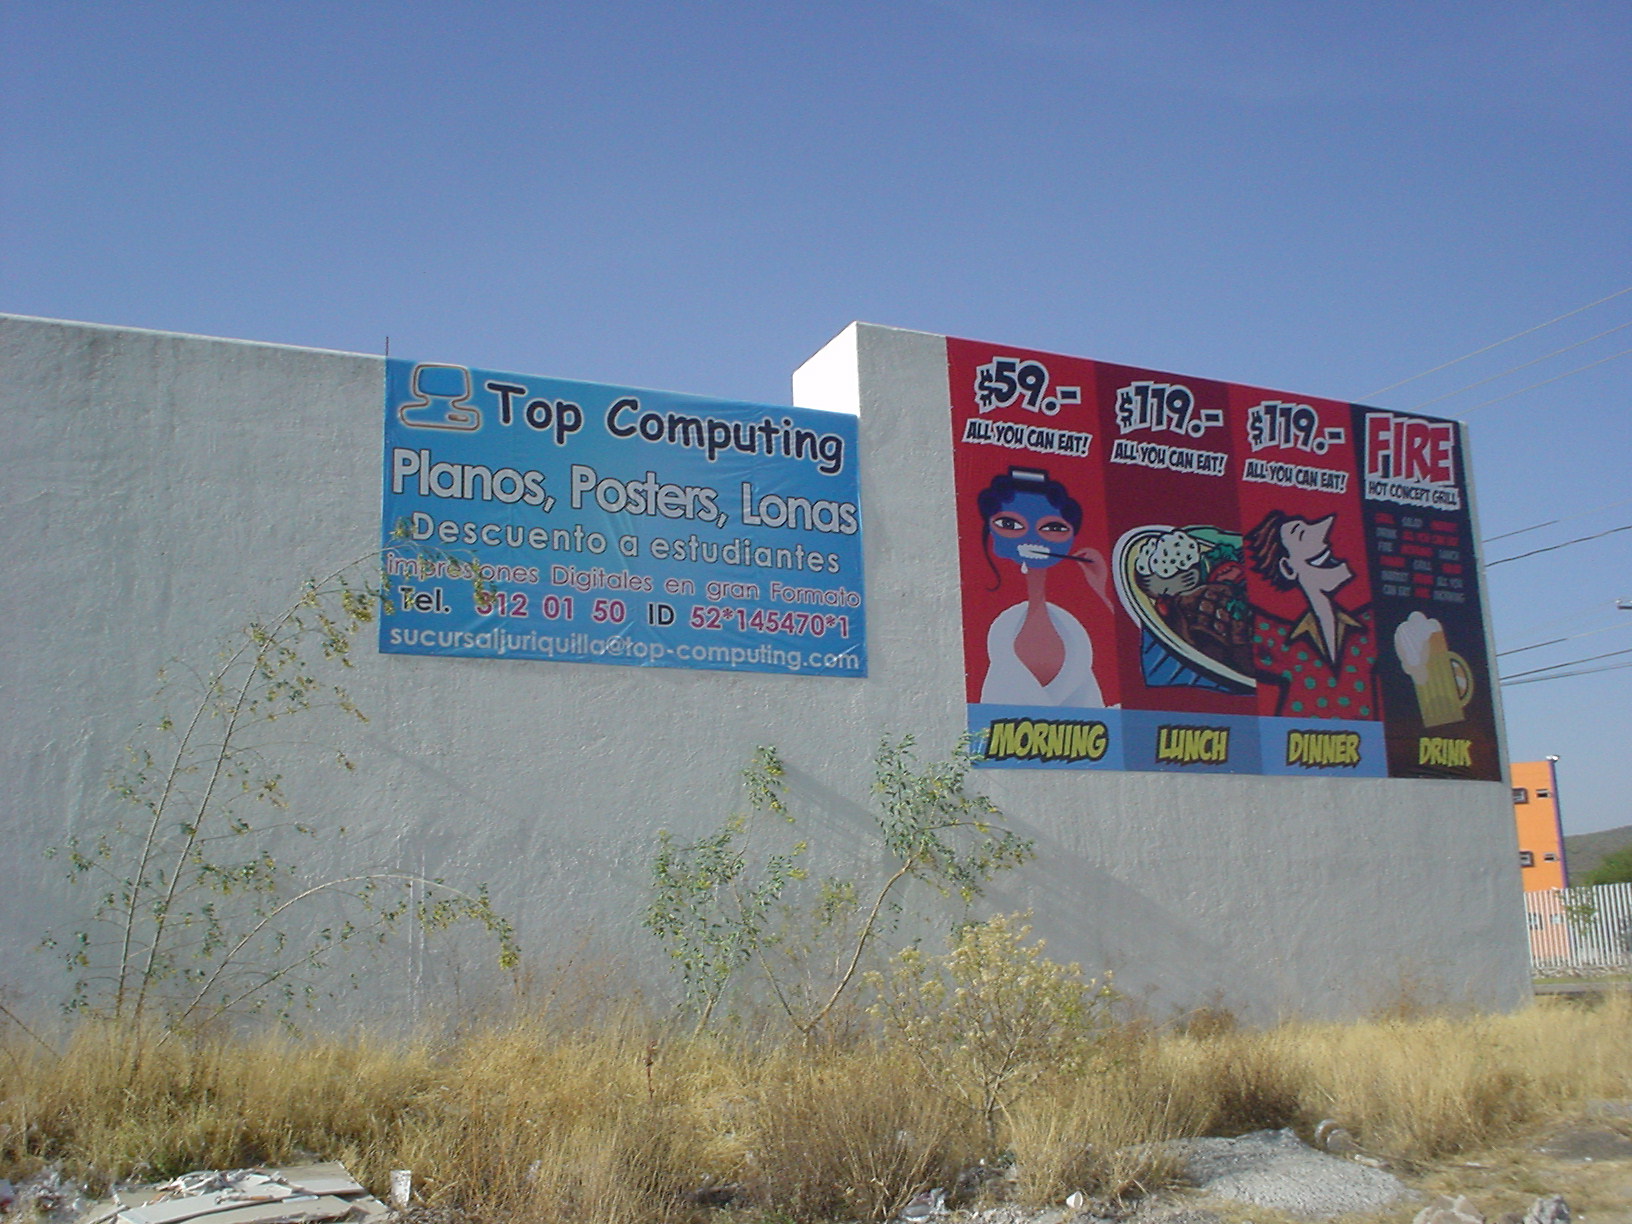 Top Computing
Planos, Posters, Lonas
Descuento a estudiantes
impresiones Digitales en gran Formato
Tel. 312 01 50 ID 52*145470*1
sucursaljuriquilla@top-computing.com
$59.-
ALL YOU CAN EAT!
MORNING
$119.-
ALL YOU CAN EAT!
LUNCH
$119.-
ALL YOU CAN EAT!
DINNER
FIRE
HOT CONCEPT GRILL
DRINK